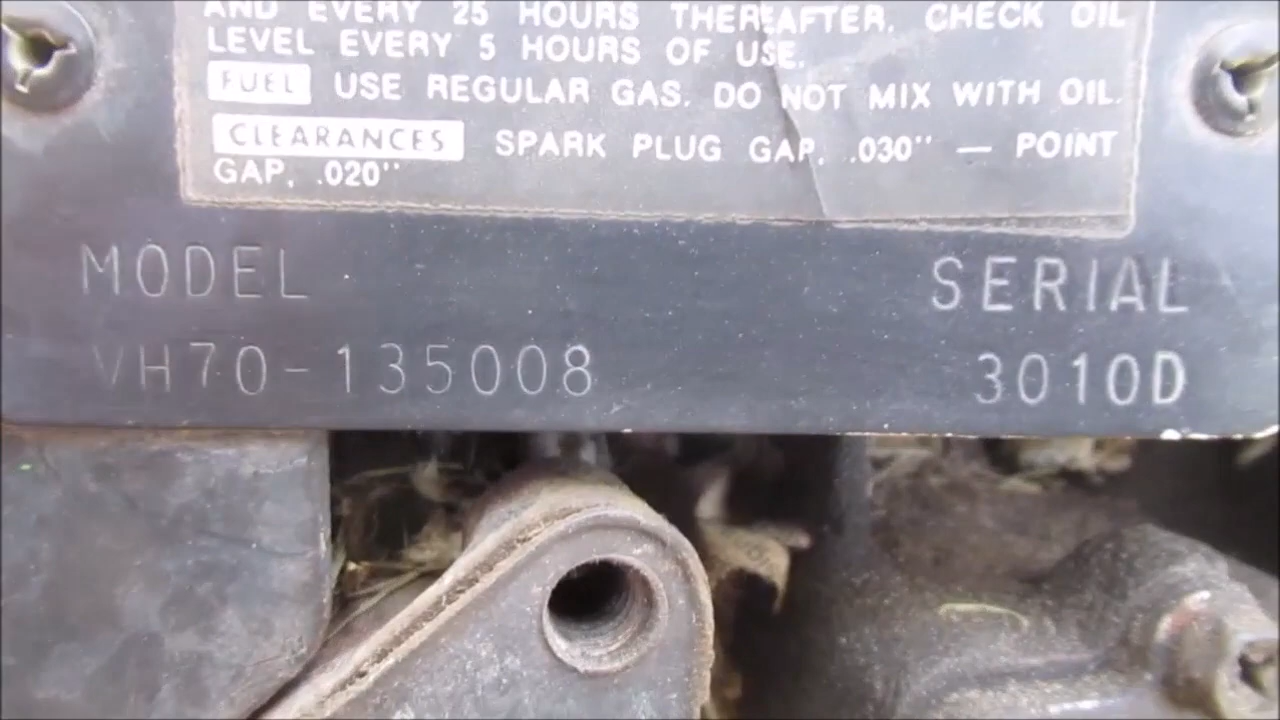 AND EVERY 25 HOURS THEREAFTER. CHECK OIL
LEVEL EVERY 5 HOURS OF USE.
FUEL USE REGULAR GAS. DO NOT MIX WITH OIL.
CLEARANCES SPARK PLUG GAP, .030" — POINT
GAP, .020"
MODEL SERIAL
VH70-135008 3010D